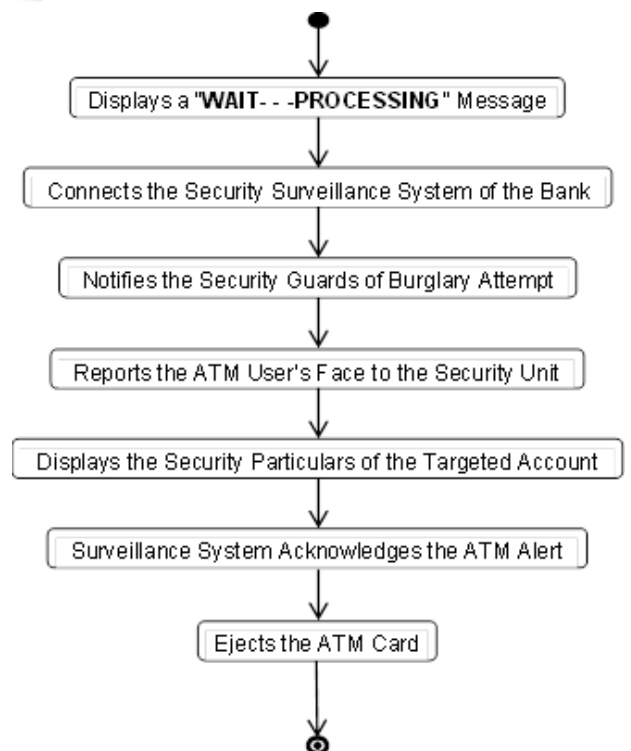 Displays a "WAIT- - -PROCESSING" Message
Connects the Security Surveillance System of the Bank
Notifies the Security Guards of Burglary Attempt
Reports the ATM User's Face to the Security Unit
Displays the Security Particulars of the Targeted Account
Surveillance System Acknowledges the ATM Alert
Ejects the ATM Card